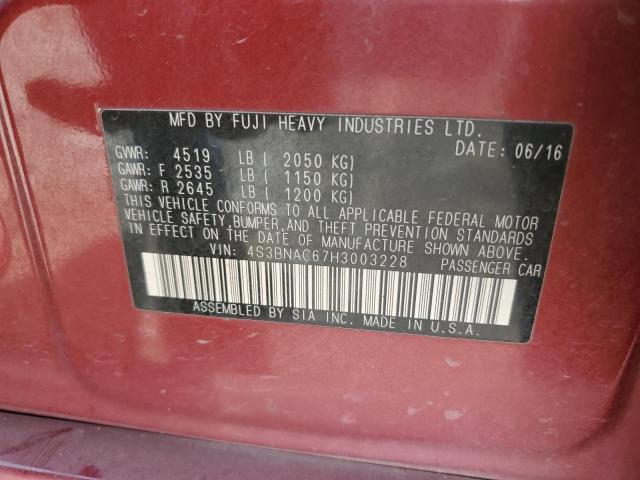 MFD BY FUJI HEAVY INDUSTRIES LTD.
DATE: 06/16
GVWR: 4519 LB ( 2050 KG)
GAWR: F 2535 LB ( 1150 KG)
GAWR: R 2645 LB ( 1200 KG)
THIS VEHICLE CONFORMS TO ALL APPLICABLE FEDERAL MOTOR
VEHICLE SAFETY,BUMPER,AND THEFT PREVENTION STANDARDS
IN EFFECT ON THE DATE OF MANUFACTURE SHOWN ABOVE.
VIN: 4S3BNAC67H3003228 PASSENGER CAR
ASSEMBLED BY SIA INC. MADE IN U.S.A.